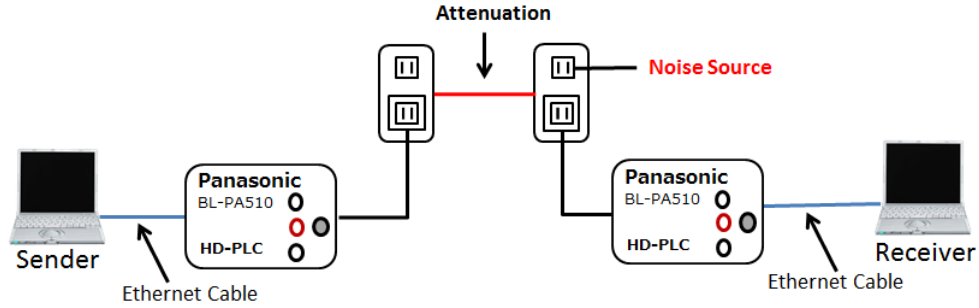 Attenuation
Noise Source
Panasonic
BL-PA510
HD-PLC
Panasonic
BL-PA510
HD-PLC
Sender
Receiver
Ethernet Cable
Ethernet Cable